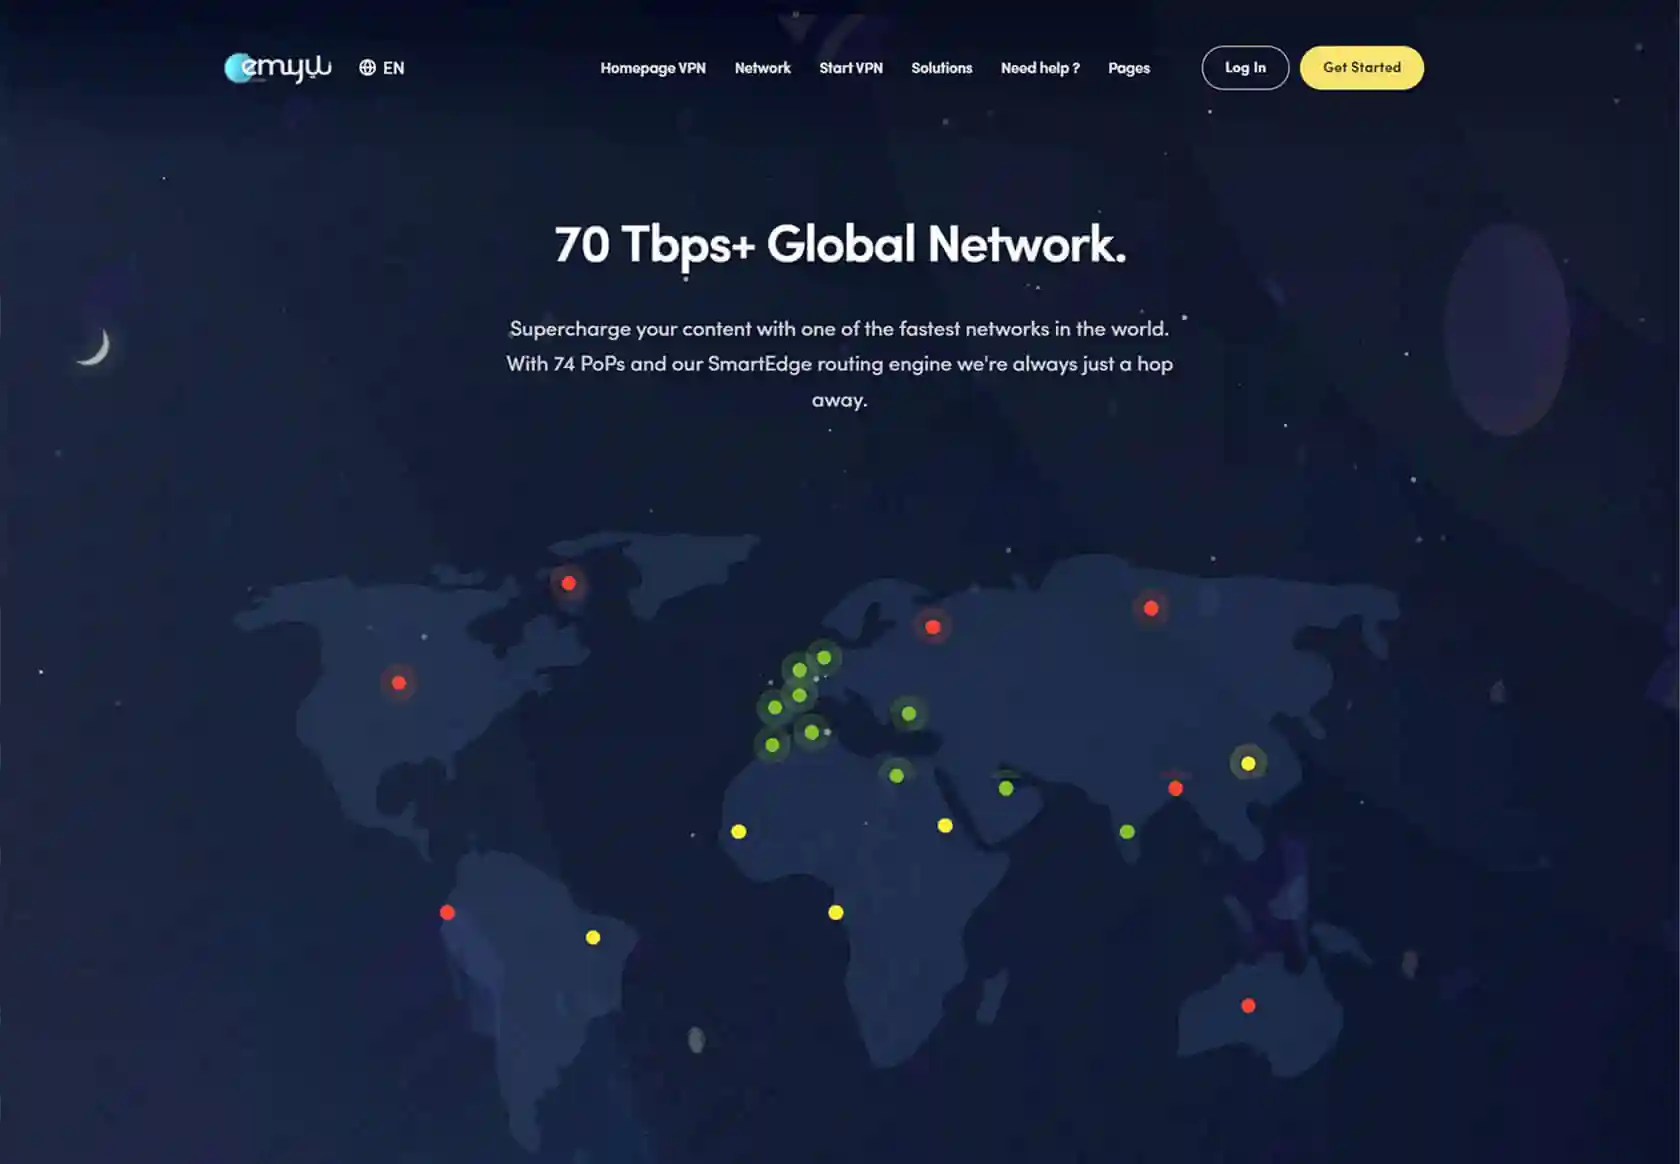 emyui EN Homepage VPN Network Start VPN Solutions Need help ? Pages Log In Get Started
70 Tbps+ Global Network.
Supercharge your content with one of the fastest networks in the world.
With 74 PoPs and our SmartEdge routing engine we're always just a hop
away.